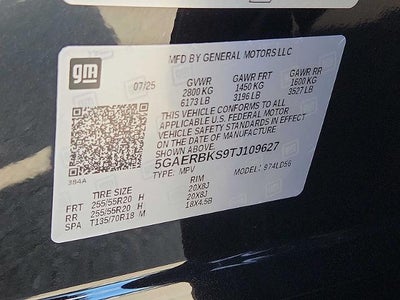 gm
MFD BY GENERAL MOTORS LLC
07/25 GVWR GAWR FRT GAWR RR
2800 KG 1450 KG 1600 KG
6173 LB 3196 LB 3527 LB
THIS VEHICLE CONFORMS TO ALL
APPLICABLE U.S. FEDERAL MOTOR
VEHICLE SAFETY STANDARDS IN EFFECT
ON THE DATE OF MANUFACTURE
SHOWN ABOVE.
5GAERBKS9TJ109627
384A TYPE: MPV MODEL: 974LD56
TIRE SIZE RIM
FRT 255/55R20 H 20X8J
RR 255/55R20 H 20X8J
SPA T135/70R18 M 18X4.5B